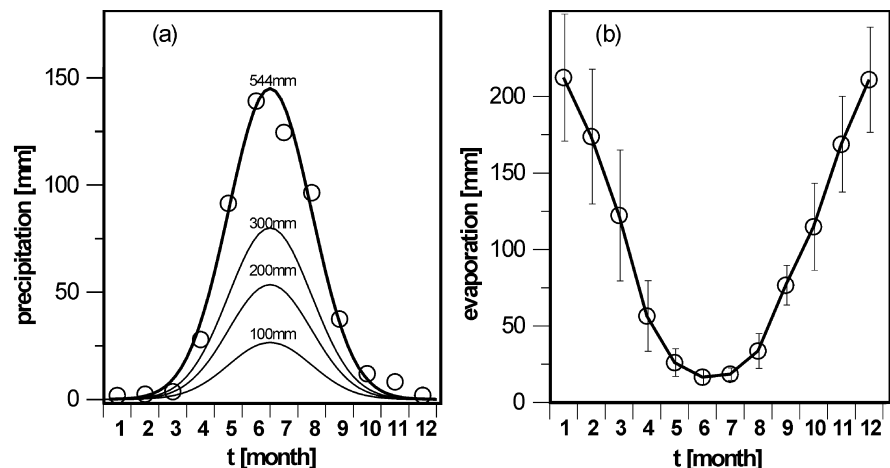 (a)
precipitation [mm]
150
100
50
0
544mm
300mm
200mm
100mm
1 2 3 4 5 6 7 8 9 10 11 12
t [month]
(b)
evaporation [mm]
200
150
100
50
0
1 2 3 4 5 6 7 8 9 10 11 12
t [month]